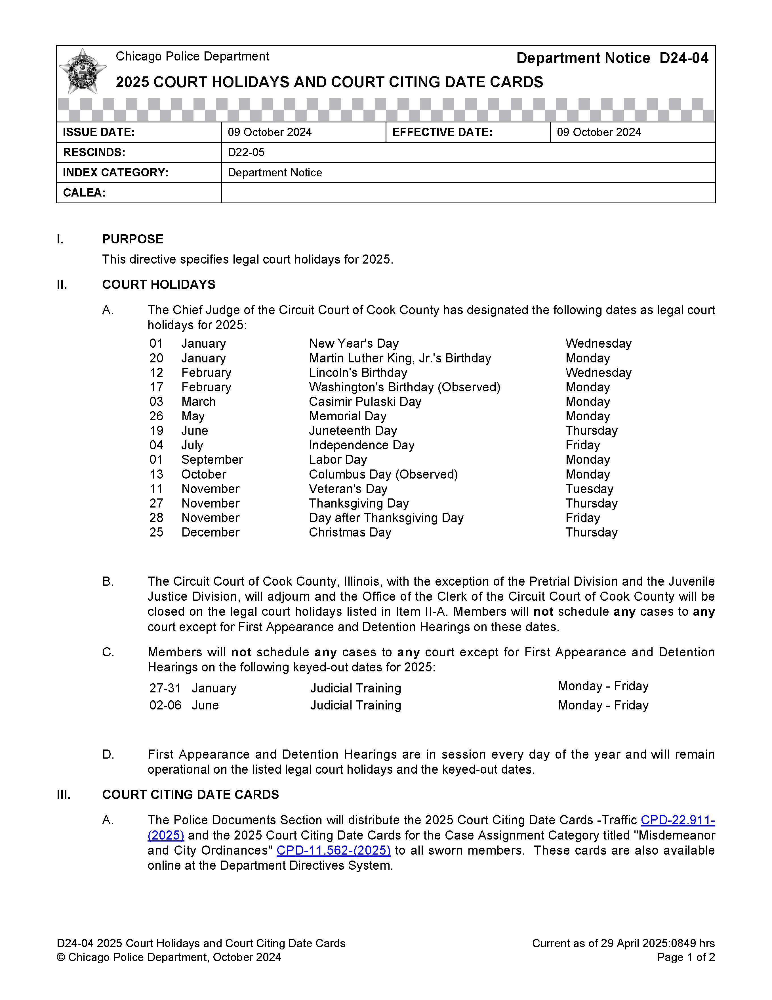 Chicago Police Department
Department Notice D24-04
2025 COURT HOLIDAYS AND COURT CITING DATE CARDS
ISSUE DATE: 09 October 2024 EFFECTIVE DATE: 09 October 2024
RESCINDS: D22-05
INDEX CATEGORY: Department Notice
CALEA:
I. PURPOSE
This directive specifies legal court holidays for 2025.
II. COURT HOLIDAYS
A. The Chief Judge of the Circuit Court of Cook County has designated the following dates as legal court
holidays for 2025:
01 January New Year's Day Wednesday
20 January Martin Luther King, Jr.'s Birthday Monday
12 February Lincoln's Birthday Wednesday
17 February Washington's Birthday (Observed) Monday
03 March Casimir Pulaski Day Monday
26 May Memorial Day Monday
19 June Juneteenth Day Thursday
04 July Independence Day Friday
01 September Labor Day Monday
13 October Columbus Day (Observed) Monday
11 November Veteran's Day Tuesday
27 November Thanksgiving Day Thursday
28 November Day after Thanksgiving Day Friday
25 December Christmas Day Thursday
B. The Circuit Court of Cook County, Illinois, with the exception of the Pretrial Division and the Juvenile
Justice Division, will adjourn and the Office of the Clerk of the Circuit Court of Cook County will be
closed on the legal court holidays listed in Item II-A. Members will not schedule any cases to any
court except for First Appearance and Detention Hearings on these dates.
C. Members will not schedule any cases to any court except for First Appearance and Detention
Hearings on the following keyed-out dates for 2025:
27-31 January Judicial Training Monday - Friday
02-06 June Judicial Training Monday - Friday
D. First Appearance and Detention Hearings are in session every day of the year and will remain
operational on the listed legal court holidays and the keyed-out dates.
III. COURT CITING DATE CARDS
A. The Police Documents Section will distribute the 2025 Court Citing Date Cards -Traffic CPD-22.911-
(2025) and the 2025 Court Citing Date Cards for the Case Assignment Category titled "Misdemeanor
and City Ordinances" CPD-11.562-(2025) to all sworn members. These cards are also available
online at the Department Directives System.
D24-04 2025 Court Holidays and Court Citing Date Cards Current as of 29 April 2025:0849 hrs
© Chicago Police Department, October 2024 Page 1 of 2